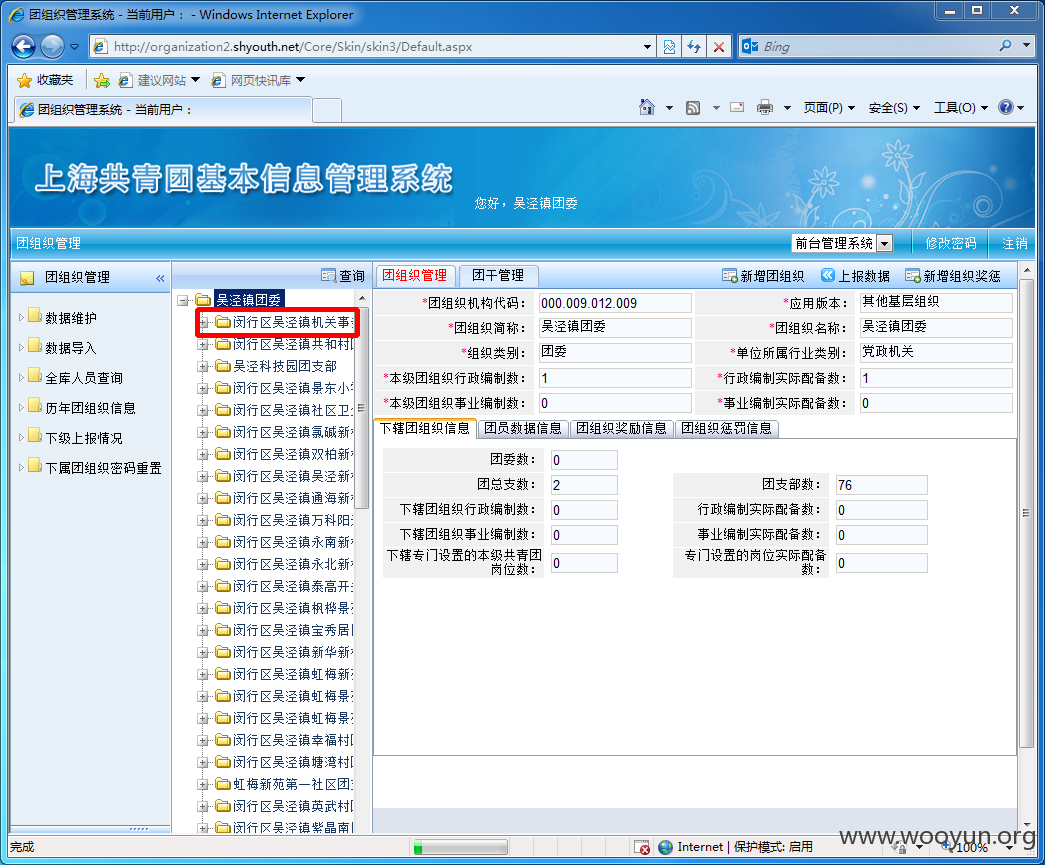 团组织管理系统 - 当前用户： - Windows Internet Explorer
http://organization2.shyouth.net/Core/Skin/skin3/Default.aspx
Bing
收藏夹 建议网站 网页快讯库
团组织管理系统 - 当前用户：
页面(P) 安全(S) 工具(O)
上海共青团基本信息管理系统
您好，吴泾镇团委
团组织管理 前台管理系统 修改密码 注销
团组织管理 «
数据维护
数据导入
全库人员查询
历年团组织信息
下级上报情况
下属团组织密码重置
查询
吴泾镇团委
闵行区吴泾镇机关事
闵行区吴泾镇共和村
吴泾科技园团支部
闵行区吴泾镇景东小
闵行区吴泾镇社区卫
闵行区吴泾镇氯碱新
闵行区吴泾镇双柏新
闵行区吴泾镇吴泾新
闵行区吴泾镇通海新
闵行区吴泾镇万科阳
闵行区吴泾镇永南新
闵行区吴泾镇永北新
闵行区吴泾镇泰高开
闵行区吴泾镇枫桦景
闵行区吴泾镇宝秀居
闵行区吴泾镇新华新
闵行区吴泾镇虹梅新
闵行区吴泾镇虹梅景
闵行区吴泾镇虹梅景
闵行区吴泾镇幸福村
闵行区吴泾镇塘湾村
虹梅新苑第一社区团
闵行区吴泾镇英武村
闵行区吴泾镇紫晶南
团组织管理 团干管理 新增团组织 上报数据 新增组织奖惩
*团组织机构代码： 000.009.012.009 *应用版本： 其他基层组织
*团组织简称： 吴泾镇团委 *团组织名称： 吴泾镇团委
*组织类别： 团委 *单位所属行业类别： 党政机关
*本级团组织行政编制数： 1 *行政编制实际配备数： 1
*本级团组织事业编制数： 0 *事业编制实际配备数： 0
下辖团组织信息 团员数据信息 团组织奖励信息 团组织惩罚信息
团委数： 0
团总支数： 2 团支部数： 76
下辖团组织行政编制数： 0 行政编制实际配备数： 0
下辖团组织事业编制数： 0 事业编制实际配备数： 0
下辖专门设置的本级共青团岗位数： 0 专门设置的岗位实际配备数： 0
完成 Internet | 保护模式: 启用 100%
www.wooyun.org